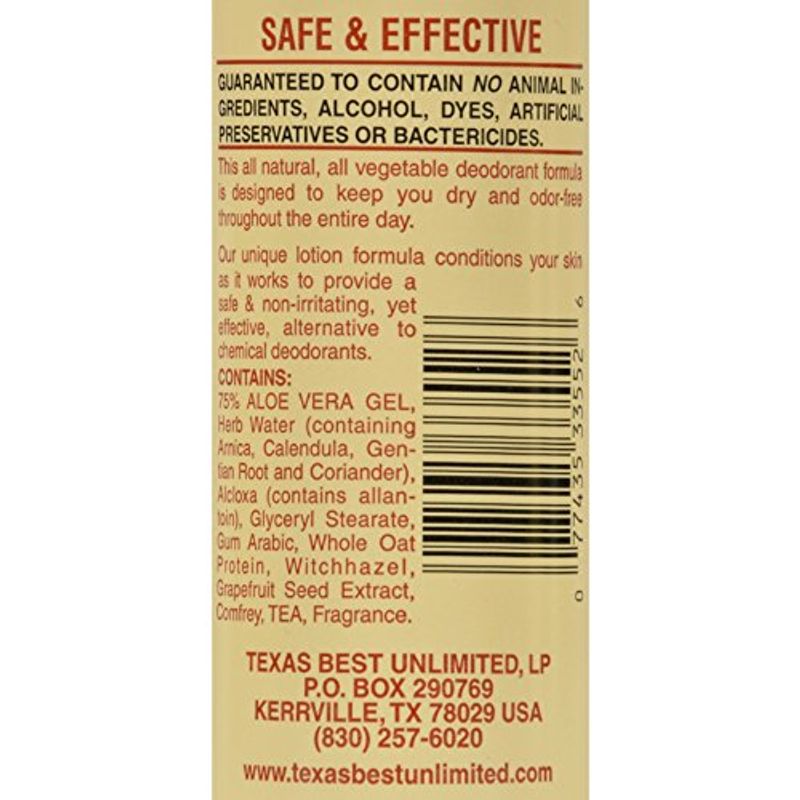 SAFE & EFFECTIVE
GUARANTEED TO CONTAIN NO ANIMAL IN-
GREDIENTS, ALCOHOL, DYES, ARTIFICIAL
PRESERVATIVES OR BACTERICIDES.
This all natural, all vegetable deodorant formula
is designed to keep you dry and odor-free
throughout the entire day.
Our unique lotion formula conditions your skin
as it works to provide a
safe & non-irritating, yet
effective, alternative to
chemical deodorants.
CONTAINS:
75% ALOE VERA GEL,
Herb Water (containing
Arnica, Calendula, Gen-
tian Root and Coriander),
Alcloxa (contains allan-
toin), Glyceryl Stearate,
Gum Arabic, Whole Oat
Protein, Witchhazel,
Grapefruit Seed Extract,
Comfrey, TEA, Fragrance.
0 77435 33552 6
TEXAS BEST UNLIMITED, LP
P.O. BOX 290769
KERRVILLE, TX 78029 USA
(830) 257-6020
www.texasbestunlimited.com